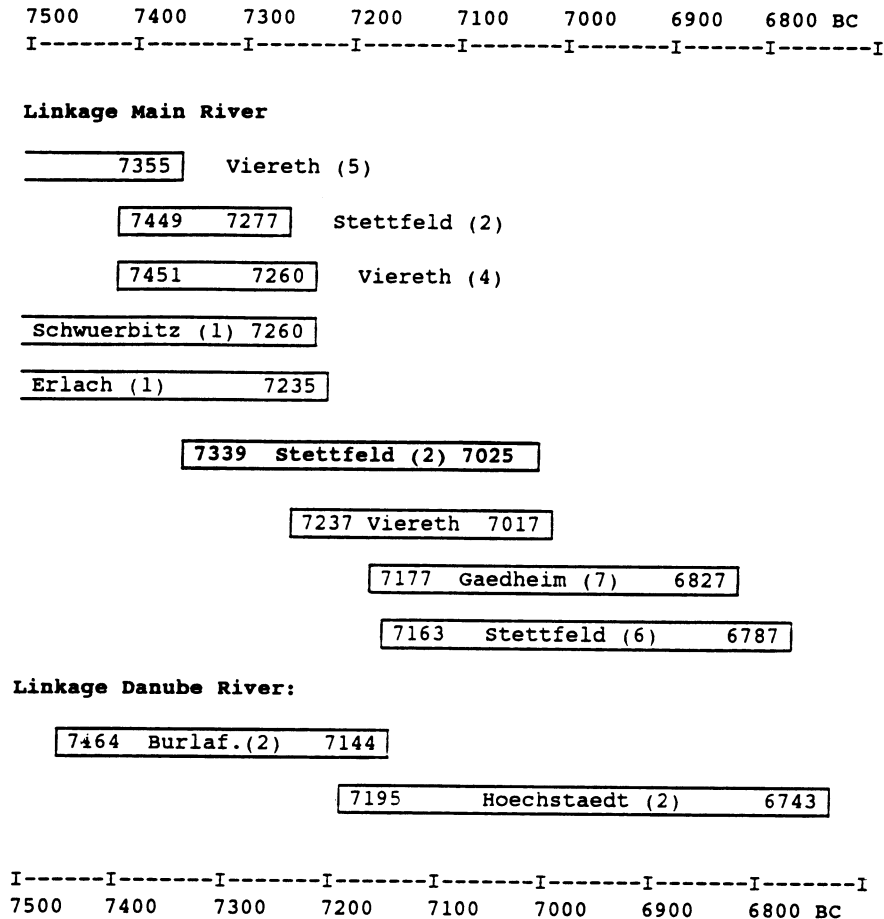 7500 7400 7300 7200 7100 7000 6900 6800 BC
I-------I-------I-------I-------I-------I-------I-------I-------I
Linkage Main River
7355 Viereth (5)
7449 7277 Stettfeld (2)
7451 7260 Viereth (4)
Schwuerbitz (1) 7260
Erlach (1) 7235
7339 Stettfeld (2) 7025
7237 Viereth 7017
7177 Gaedheim (7) 6827
7163 Stettfeld (6) 6787
Linkage Danube River:
7464 Burlaf.(2) 7144
7195 Hoechstaedt (2) 6743
I------I-------I-------I-------I-------I-------I-------I-------I
7500 7400 7300 7200 7100 7000 6900 6800 BC